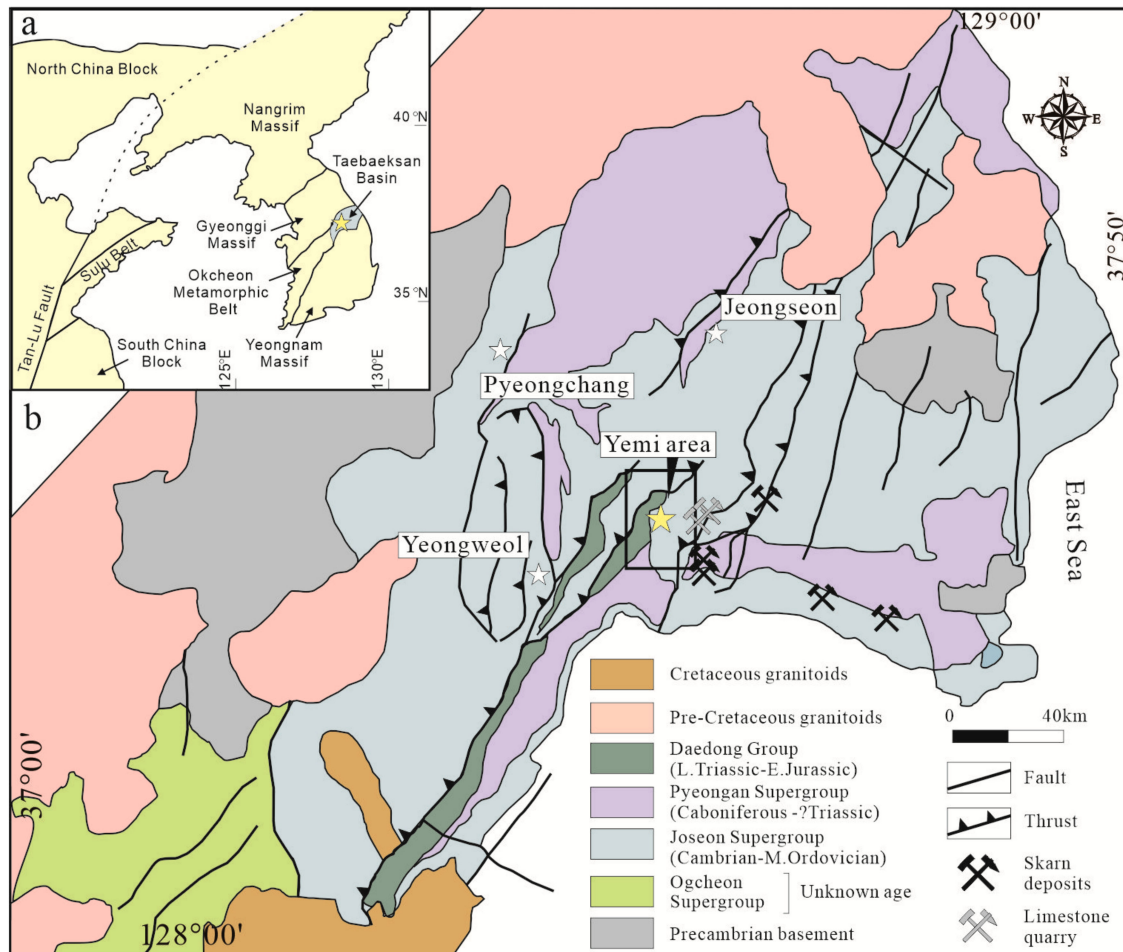 a
North China Block
Nangrim
Massif
40°N
Taebaeksan
Basin
Gyeonggi
Massif
Sulu Belt
Okcheon
Metamorphic
Belt
35°N
Tan-Lu Fault
South China
Block
Yeongnam
Massif
125°E
130°E
b
129°00'
N
W E
S
37°50'
Jeongseon
Pyeongchang
Yemi area
Yeongweol
East Sea
37°00'
128°00'
Cretaceous granitoids
Pre-Cretaceous granitoids
Daedong Group
(L.Triassic-E.Jurassic)
Pyeongan Supergroup
(Caboniferous -?Triassic)
Joseon Supergroup
(Cambrian-M.Ordovician)
Ogcheon
Supergroup
Unknown age
Precambrian basement
0 40km
Fault
Thrust
Skarn
deposits
Limestone
quarry